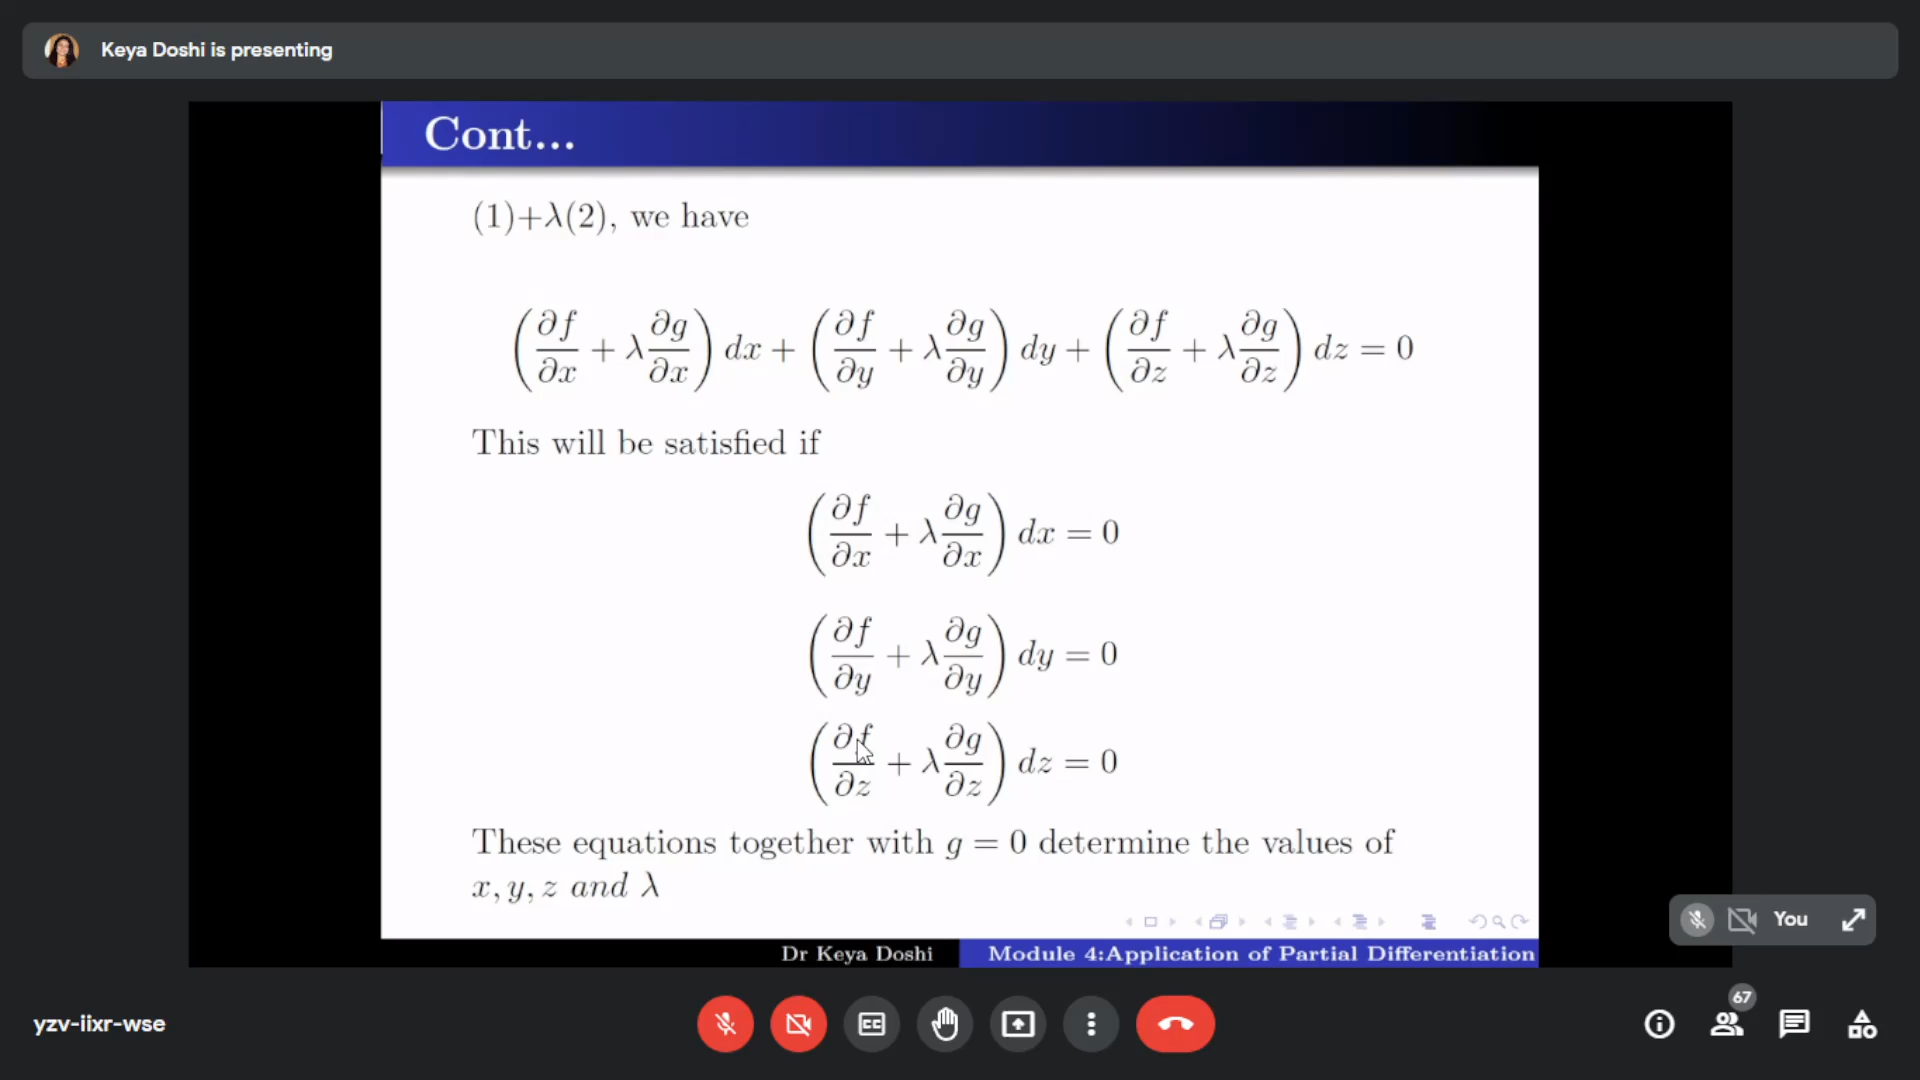 Keya Doshi is presenting
Cont...
(1)+λ(2), we have
(∂f/∂x + λ ∂g/∂x) dx + (∂f/∂y + λ ∂g/∂y) dy + (∂f/∂z + λ ∂g/∂z) dz = 0
This will be satisfied if
(∂f/∂x + λ ∂g/∂x) dx = 0
(∂f/∂y + λ ∂g/∂y) dy = 0
(∂f/∂z + λ ∂g/∂z) dz = 0
These equations together with g = 0 determine the values of
x, y, z and λ
You
Dr Keya Doshi Module 4:Application of Partial Differentiation
67
yzv-iixr-wse
CC